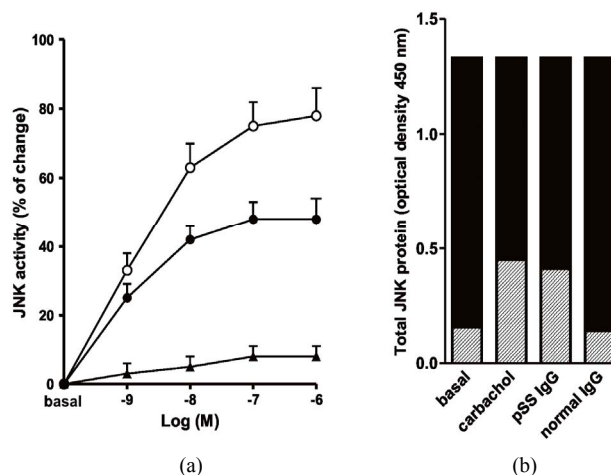 JNK activity (% of change)
100
80
60
40
20
0
basal
-9
-8
-7
-6
Log (M)
(a)
Total JNK protein (optical density 450 nm)
1.5
1.0
0.5
0.0
basal
carbachol
pSS IgG
normal IgG
(b)